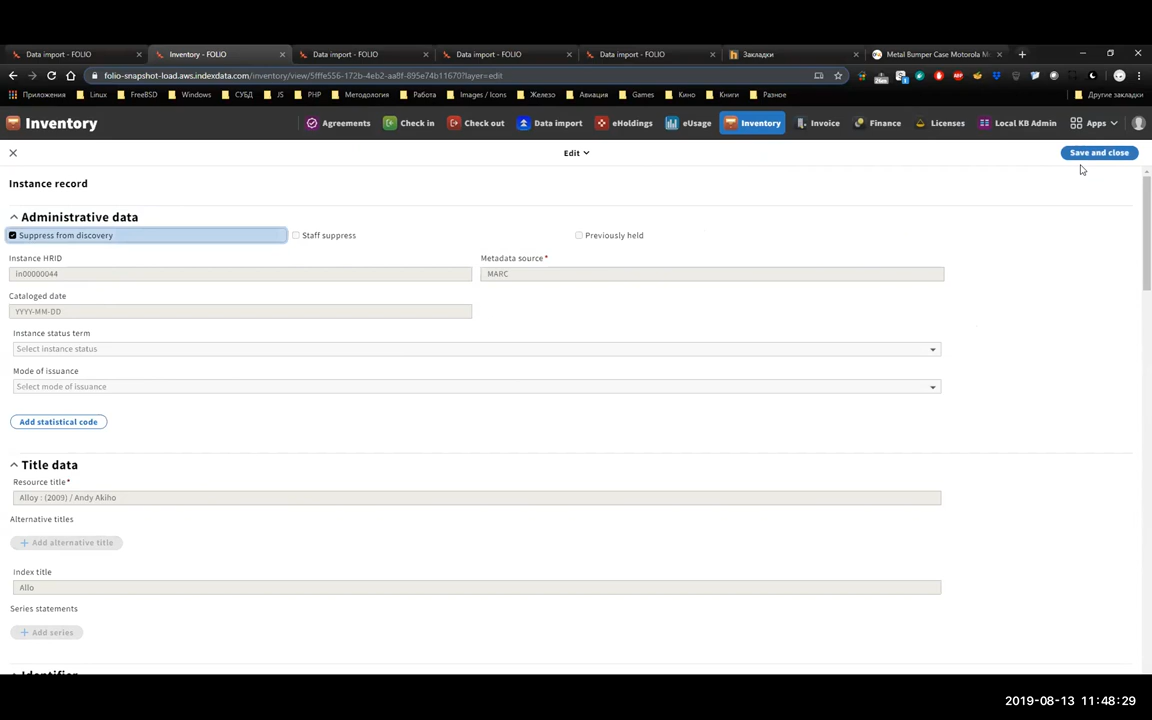 Data import - FOLIO
Inventory - FOLIO
Data import - FOLIO
Data import - FOLIO
Data import - FOLIO
Закладки
Metal Bumper Case Motorola M
folio-snapshot-load.aws.indexdata.com/inventory/view/5fffe556-172b-4eb2-aa8f-895e74b11670?layer=edit
Приложения
Linux
FreeBSD
Windows
СУБД
JS
PHP
Методология
Работа
Images / Icons
Железо
Авиация
Games
Кино
Книги
Разное
Другие закладки
Inventory
Agreements
Check in
Check out
Data import
eHoldings
eUsage
Inventory
Invoice
Finance
Licenses
Local KB Admin
Apps
Edit
Save and close
Instance record
Administrative data
Suppress from discovery
Staff suppress
Previously held
Instance HRID
Metadata source*
in00000044
MARC
Cataloged date
YYYY-MM-DD
Instance status term
Select instance status
Mode of issuance
Select mode of issuance
Add statistical code
Title data
Resource title*
Alloy : (2009) / Andy Akiho
Alternative titles
+ Add alternative title
Index title
Allo
Series statements
+ Add series
Identifier
2019-08-13 11:48:29